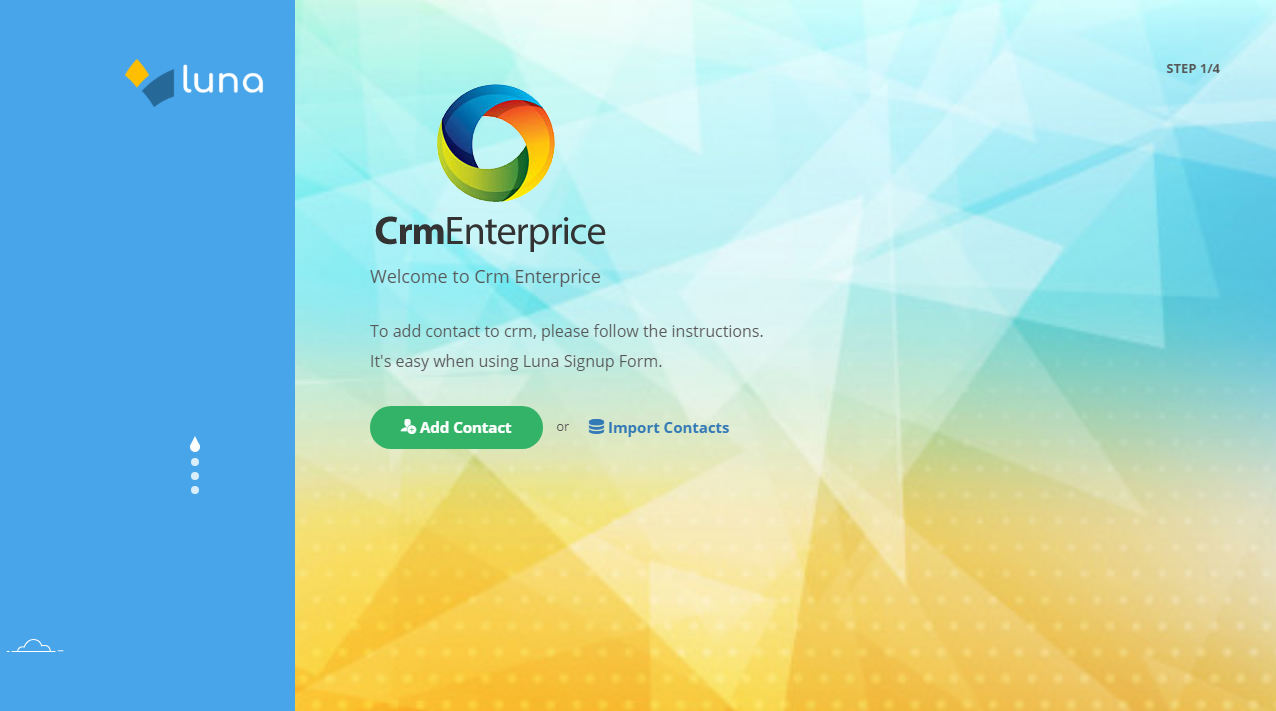 luna
STEP 1/4
CrmEnterprice
Welcome to Crm Enterprice
To add contact to crm, please follow the instructions.
It's easy when using Luna Signup Form.
Add Contact or Import Contacts